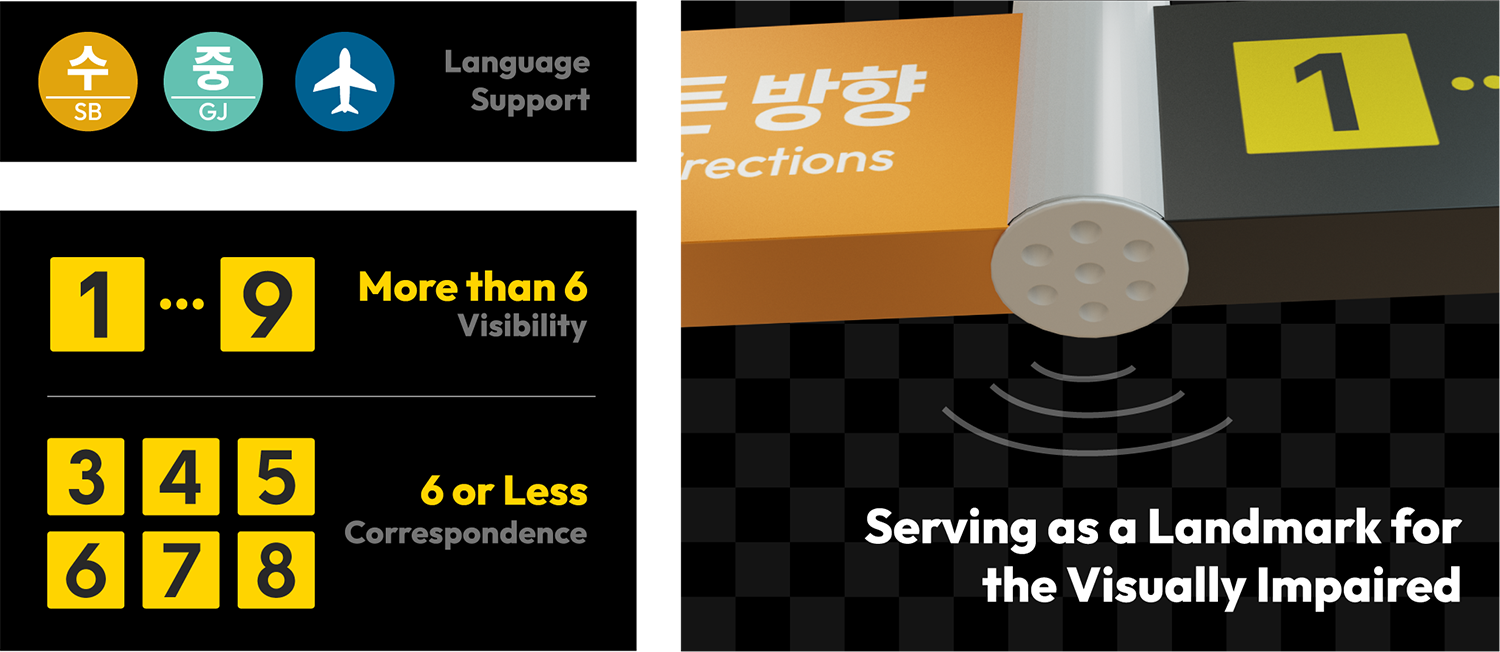 수
SB
중
GJ
Language
Support
1 ••• 9
More than 6
Visibility
3 4 5
6 7 8
6 or Less
Correspondence
방향
rections
1
Serving as a Landmark for
the Visually Impaired